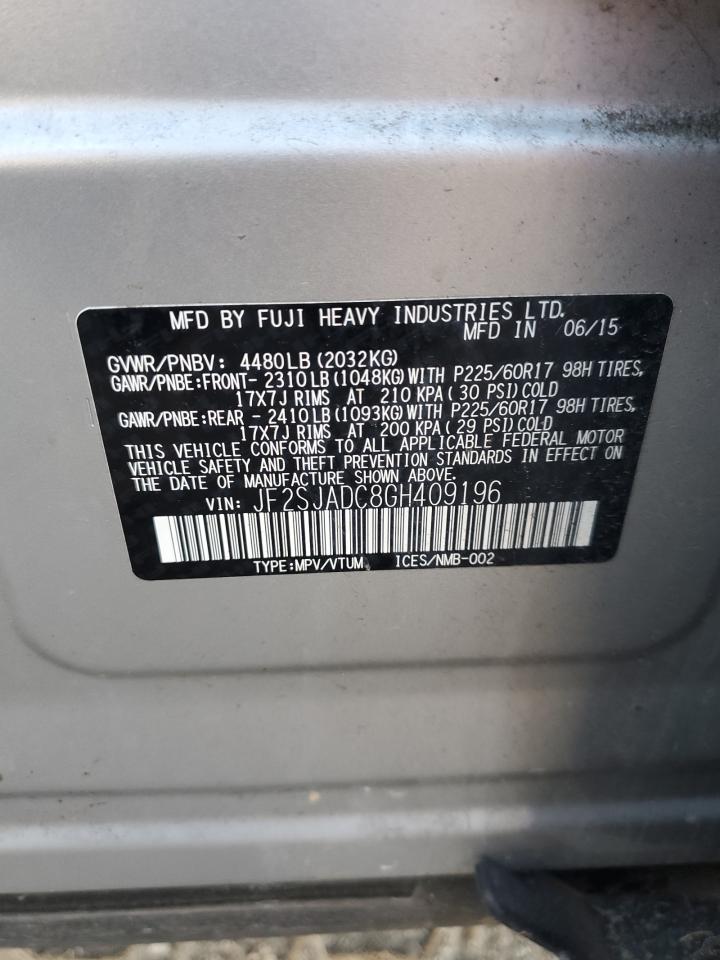 MFD BY FUJI HEAVY INDUSTRIES LTD.
MFD IN 06/15
GVWR/PNBV: 4480LB (2032KG)
GAWR/PNBE:FRONT- 2310LB (1048KG) WITH P225/60R17 98H TIRES,
17X7J RIMS AT 210 KPA ( 30 PSI) COLD
GAWR/PNBE:REAR - 2410LB (1093KG) WITH P225/60R17 98H TIRES,
17X7J RIMS AT 200 KPA ( 29 PSI) COLD
THIS VEHICLE CONFORMS TO ALL APPLICABLE FEDERAL MOTOR
VEHICLE SAFETY AND THEFT PREVENTION STANDARDS IN EFFECT ON
THE DATE OF MANUFACTURE SHOWN ABOVE.
VIN: JF2SJADC8GH409196
TYPE:MPV/VTUM ICES/NMB-002